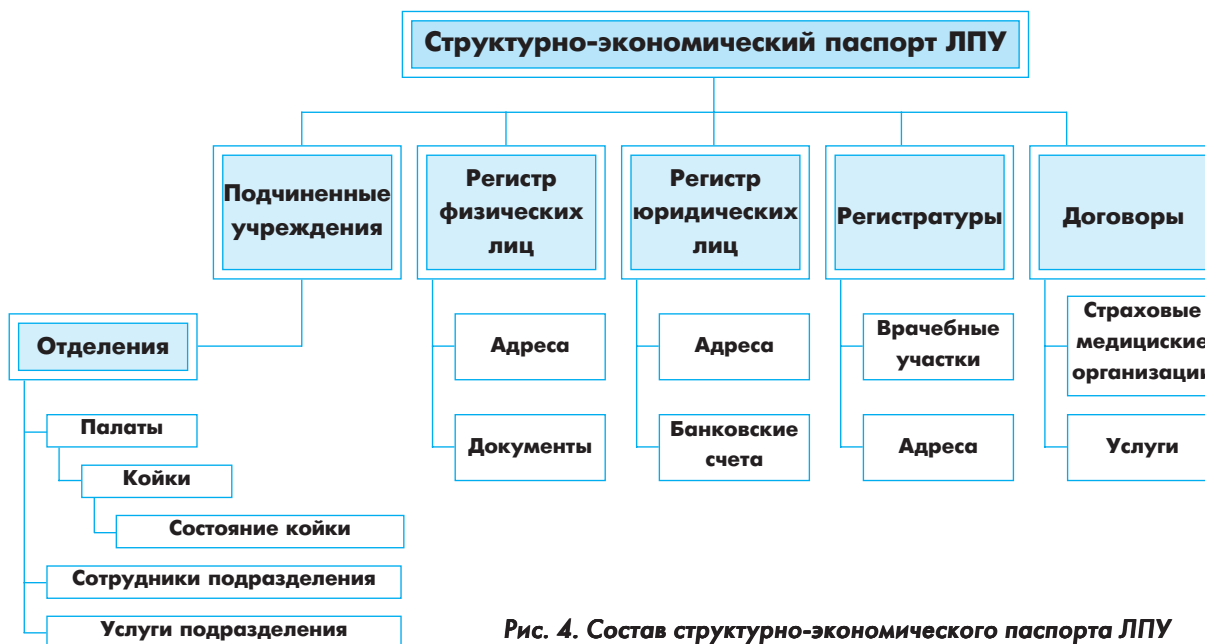 Структурно-экономический паспорт ЛПУ
Подчиненные
учреждения
Регистр
физических
лиц
Регистр
юридических
лиц
Регистратуры
Договоры
Отделения
Палаты
Койки
Состояние койки
Сотрудники подразделения
Услуги подразделения
Адреса
Документы
Адреса
Банковские
счета
Врачебные
участки
Адреса
Страховые
медициские
организации
Услуги
Рис. 4. Состав структурно-экономического паспорта ЛПУ